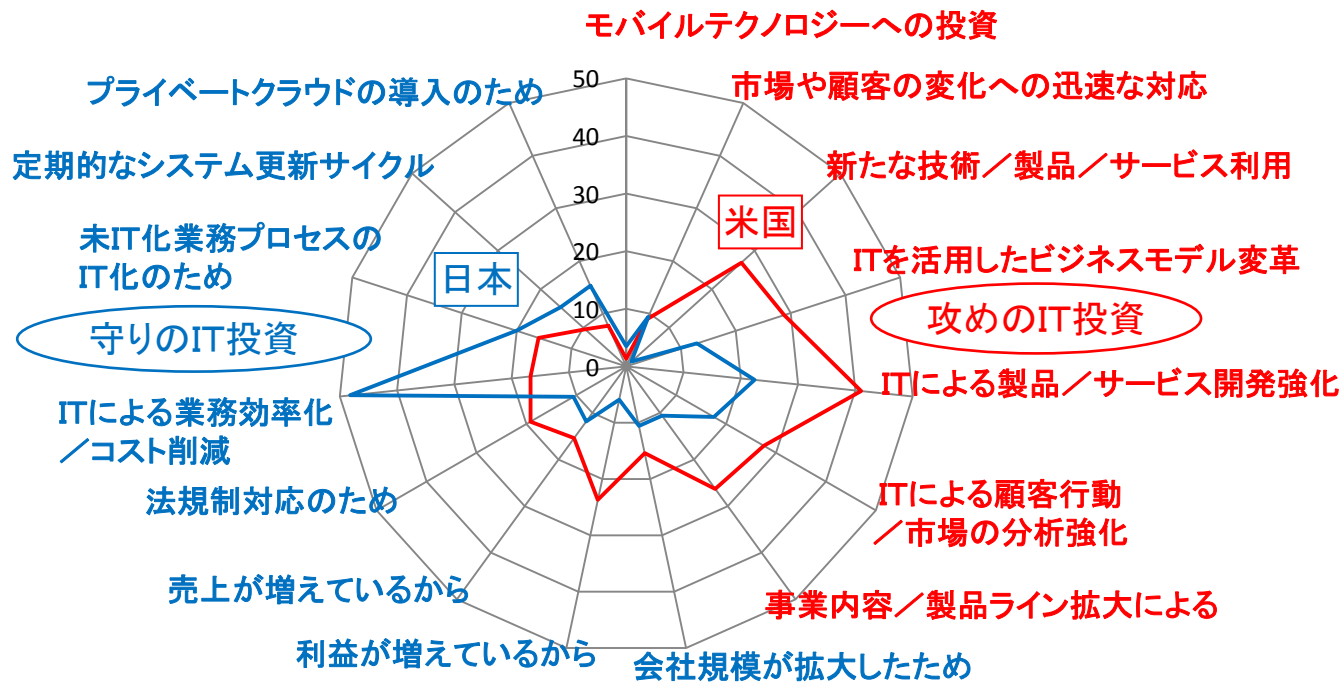 モバイルテクノロジーへの投資
市場や顧客の変化への迅速な対応
新たな技術／製品／サービス利用
ITを活用したビジネスモデル変革
攻めのIT投資
ITによる製品／サービス開発強化
ITによる顧客行動
／市場の分析強化
事業内容／製品ライン拡大による
会社規模が拡大したため
利益が増えているから
売上が増えているから
法規制対応のため
ITによる業務効率化
／コスト削減
守りのIT投資
未IT化業務プロセスの
IT化のため
定期的なシステム更新サイクル
プライベートクラウドの導入のため
50
40
30
20
10
0
米国
日本